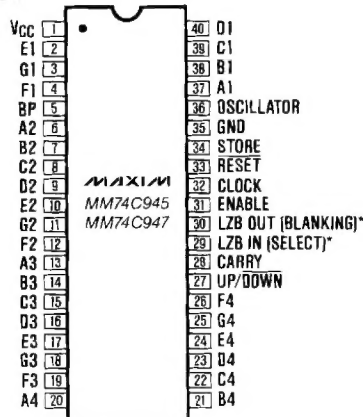 VCC 1 40 D1
E1 2 39 C1
G1 3 38 B1
F1 4 37 A1
BP 5 36 OSCILLATOR
A2 6 35 GND
B2 7 34 STORE
C2 8 33 RESET
D2 9 MAXIM 32 CLOCK
E2 10 MM74C945 31 ENABLE
G2 11 MM74C947 30 LZB OUT (BLANKING)*
F2 12 29 LZB IN (SELECT)*
A3 13 28 CARRY
B3 14 27 UP/DOWN
C3 15 26 F4
D3 16 25 G4
E3 17 24 E4
G3 18 23 D4
F3 19 22 C4
A4 20 21 B4